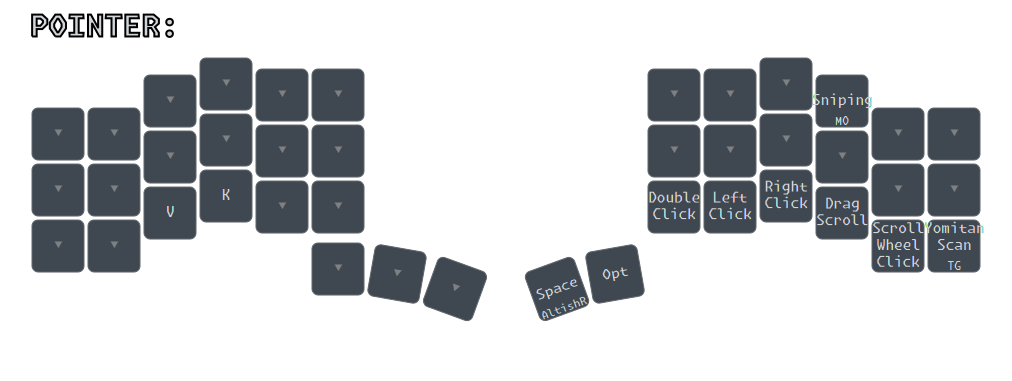 POINTER:
Sniping
MO
V
K
Double
Click
Left
Click
Right
Click
Drag
Scroll
Scroll
Wheel
Click
Yomitan
Scan
TG
Space
AltishR
Opt